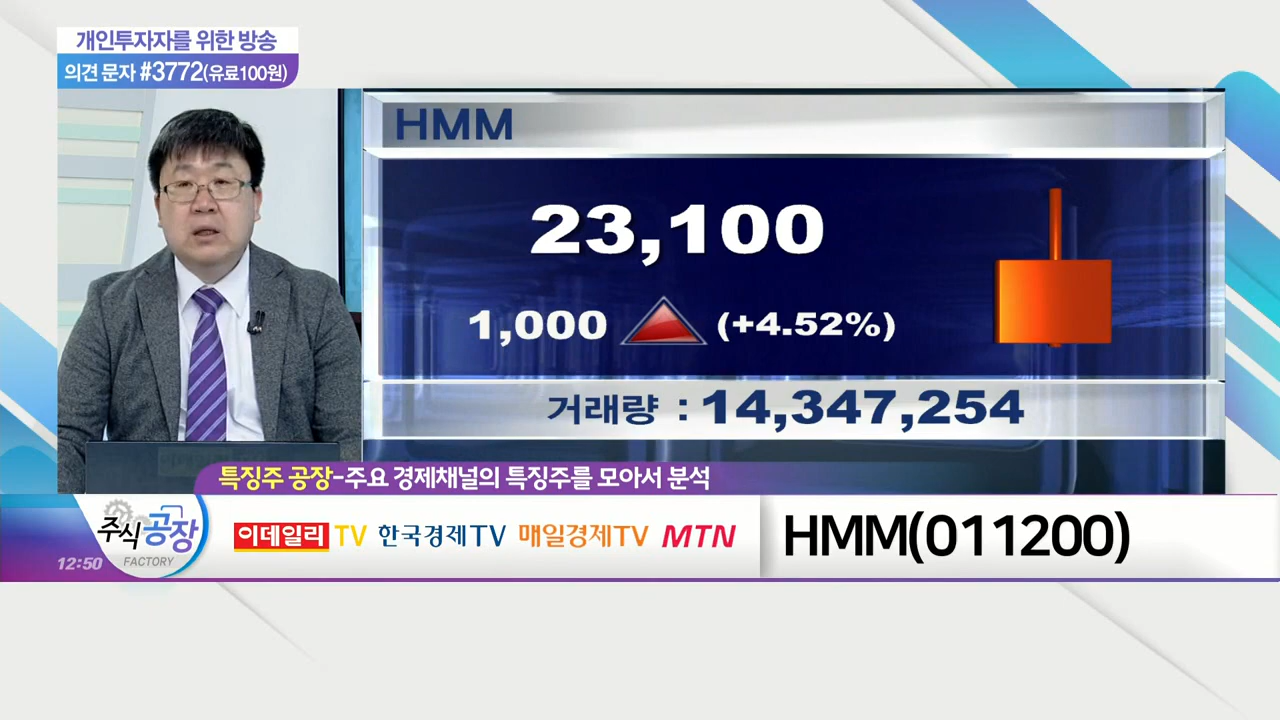 개인투자자를 위한 방송
의견 문자 #3772(유료100원)
HMM
23,100
1,000 (+4.52%)
거래량 : 14,347,254
특징주 공장-주요 경제채널의 특징주를 모아서 분석
주식공장
FACTORY
12:50
이데일리 TV 한국경제TV 매일경제TV MTN
HMM(011200)